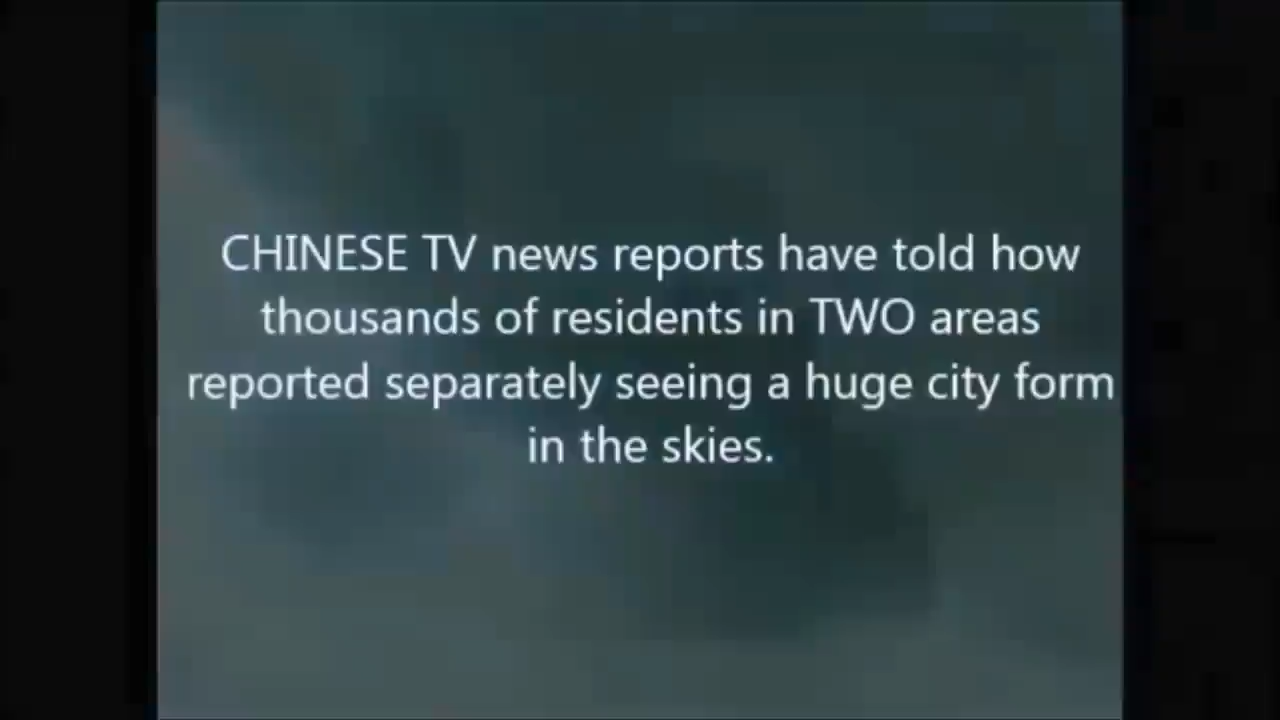 CHINESE TV news reports have told how
thousands of residents in TWO areas
reported separately seeing a huge city form
in the skies.